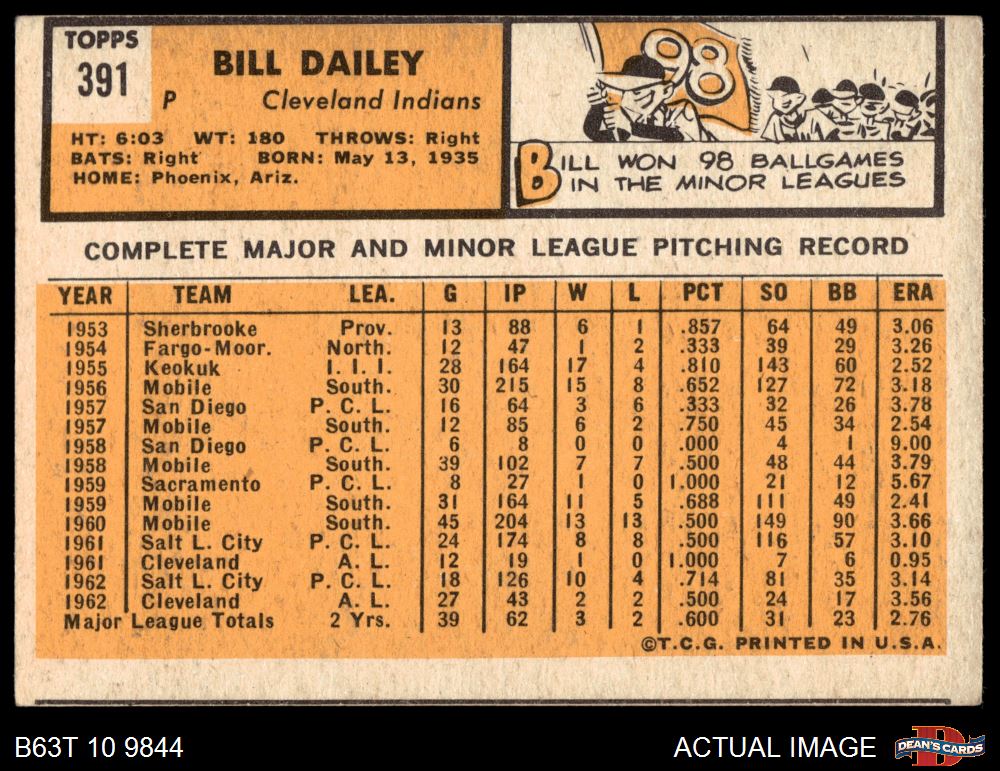 TOPPS
391
BILL DAILEY
P Cleveland Indians
HT: 6:03 WT: 180 THROWS: Right
BATS: Right BORN: May 13, 1935
HOME: Phoenix, Ariz.
98
BILL WON 98 BALLGAMES
IN THE MINOR LEAGUES
COMPLETE MAJOR AND MINOR LEAGUE PITCHING RECORD
YEAR TEAM LEA. G IP W L PCT SO BB ERA
1953 Sherbrooke Prov. 13 88 6 1 .857 64 49 3.06
1954 Fargo-Moor. North. 12 47 1 2 .333 39 29 3.26
1955 Keokuk I. I. I. 28 164 17 4 .810 143 60 2.52
1956 Mobile South. 30 215 15 8 .652 127 72 3.18
1957 San Diego P. C. L. 16 64 3 6 .333 32 26 3.78
1957 Mobile South. 12 85 6 2 .750 45 34 2.54
1958 San Diego P. C. L. 6 8 0 0 .000 4 1 9.00
1958 Mobile South. 39 102 7 7 .500 48 44 3.79
1959 Sacramento P. C. L. 8 27 1 0 1.000 21 12 5.67
1959 Mobile South. 31 164 11 5 .688 111 49 2.41
1960 Mobile South. 45 204 13 13 .500 149 90 3.66
1961 Salt L. City P. C. L. 24 174 8 8 .500 116 57 3.10
1961 Cleveland A. L. 12 19 1 0 1.000 7 6 0.95
1962 Salt L. City P. C. L. 18 126 10 4 .714 81 35 3.14
1962 Cleveland A. L. 27 43 2 2 .500 24 17 3.56
Major League Totals 2 Yrs. 39 62 3 2 .600 31 23 2.76
©T.C.G. PRINTED IN U.S.A.
B63T 10 9844
ACTUAL IMAGE
D
DEAN'S CARDS